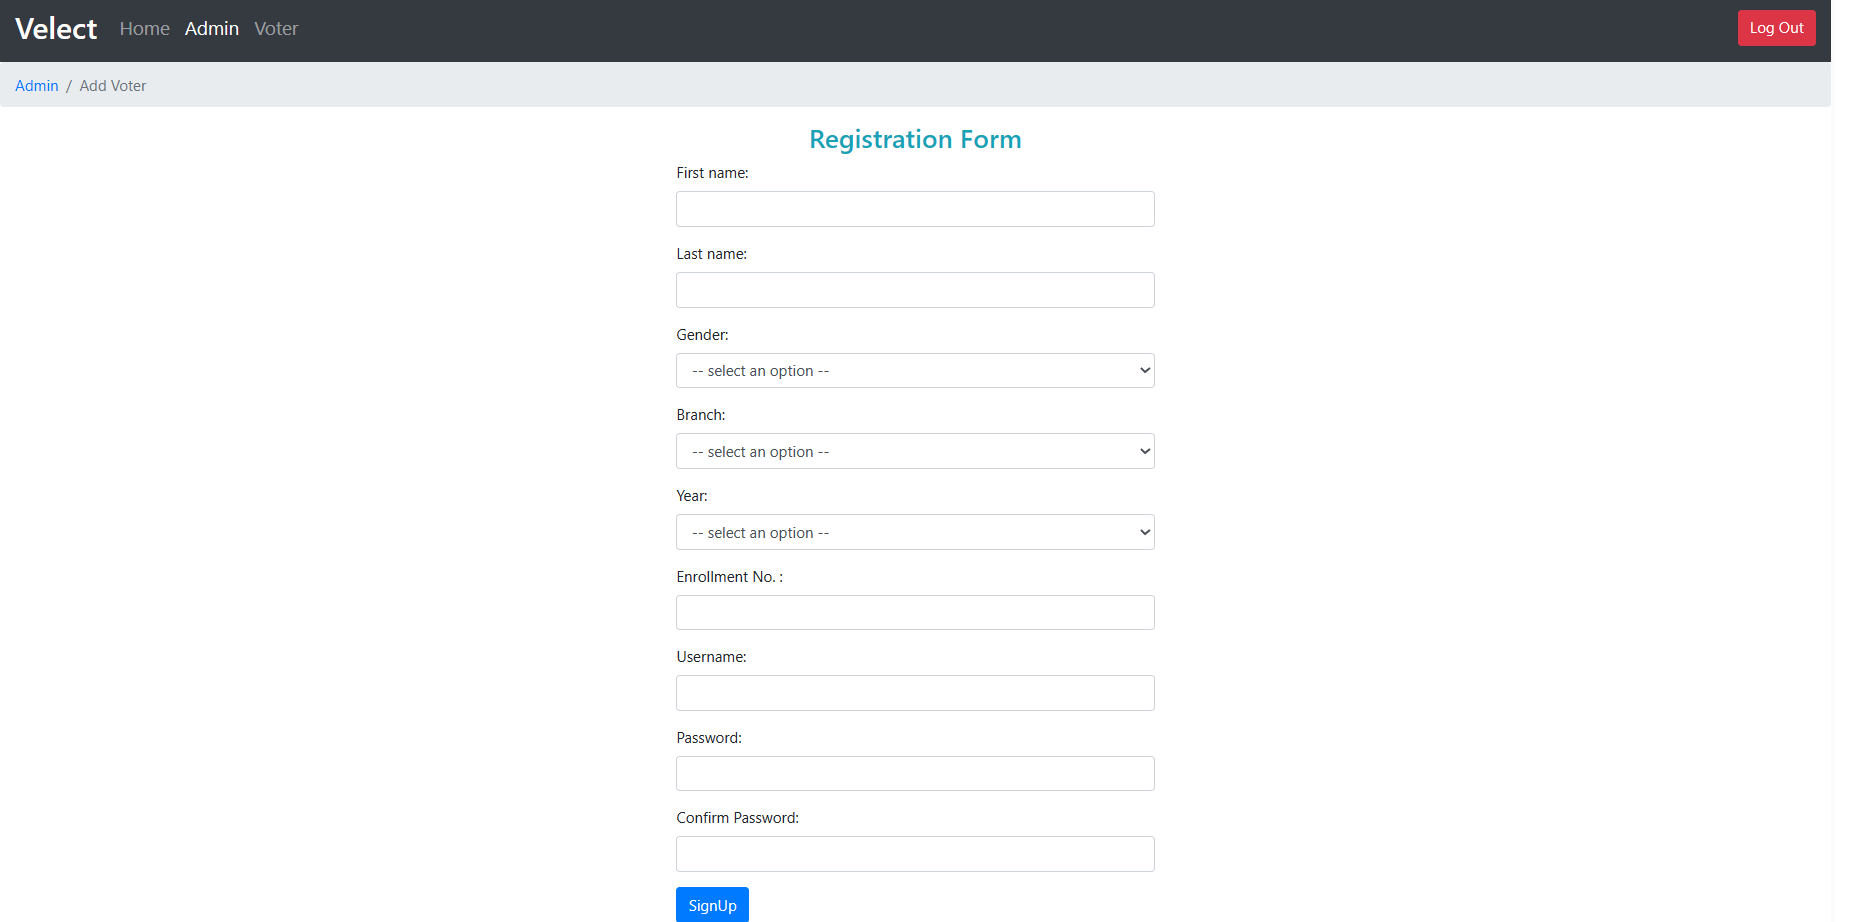 Velect Home Admin Voter Log Out
Admin / Add Voter
Registration Form
First name:
Last name:
Gender:
-- select an option --
Branch:
-- select an option --
Year:
-- select an option --
Enrollment No. :
Username:
Password:
Confirm Password:
SignUp